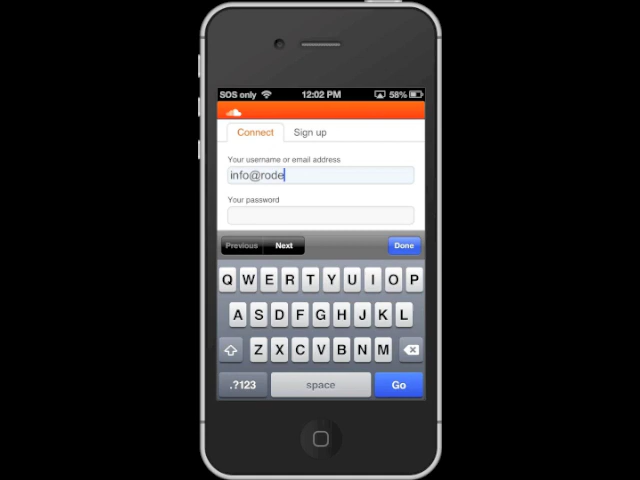 SOS only 12:02 PM 58%
Connect Sign up
Your username or email address
info@rode
Your password
Previous Next Done
Q W E R T Y U I O P
A S D F G H J K L
Z X C V B N M
.?123 space Go